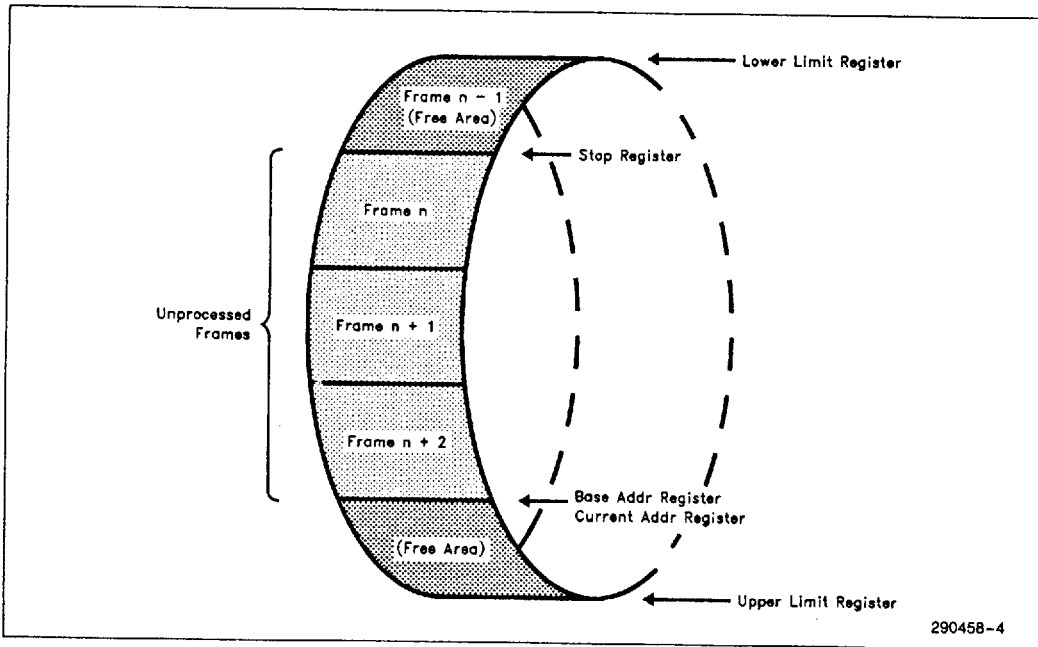 Lower Limit Register
Frame n - 1
(Free Area)
Stop Register
Frame n
Unprocessed
Frames
Frame n + 1
Frame n + 2
Base Addr Register
Current Addr Register
(Free Area)
Upper Limit Register
290458-4